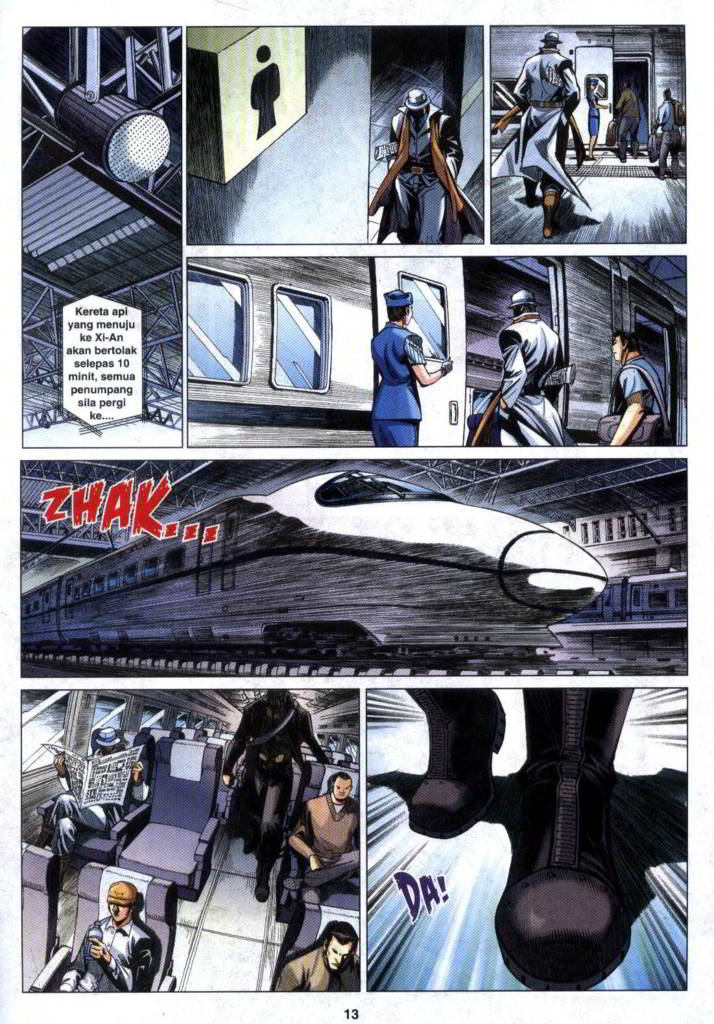 Kereta api
yang menuju
ke Xi-An
akan bertolak
selepas 10
minit, semua
penumpang
sila pergi
ke....
ZHAK...
DA!
13